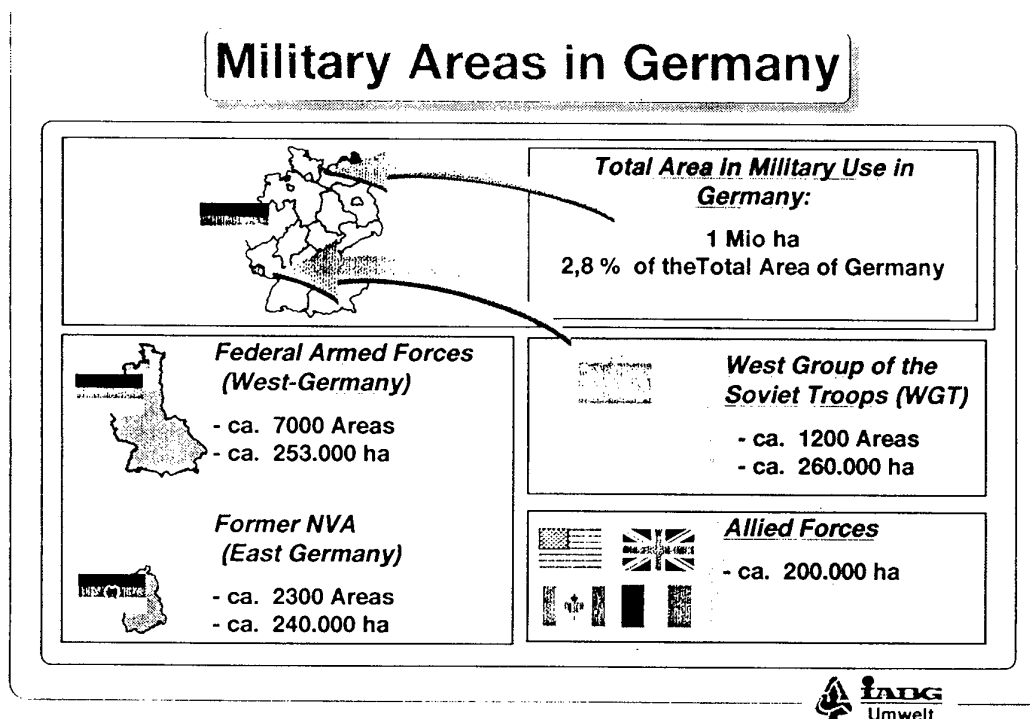 Military Areas in Germany
Total Area in Military Use in
Germany:
1 Mio ha
2,8 % of theTotal Area of Germany
Federal Armed Forces
(West-Germany)
- ca. 7000 Areas
- ca. 253.000 ha
Former NVA
(East Germany)
- ca. 2300 Areas
- ca. 240.000 ha
West Group of the
Soviet Troops (WGT)
- ca. 1200 Areas
- ca. 260.000 ha
Allied Forces
- ca. 200.000 ha
IABG
Umwelt